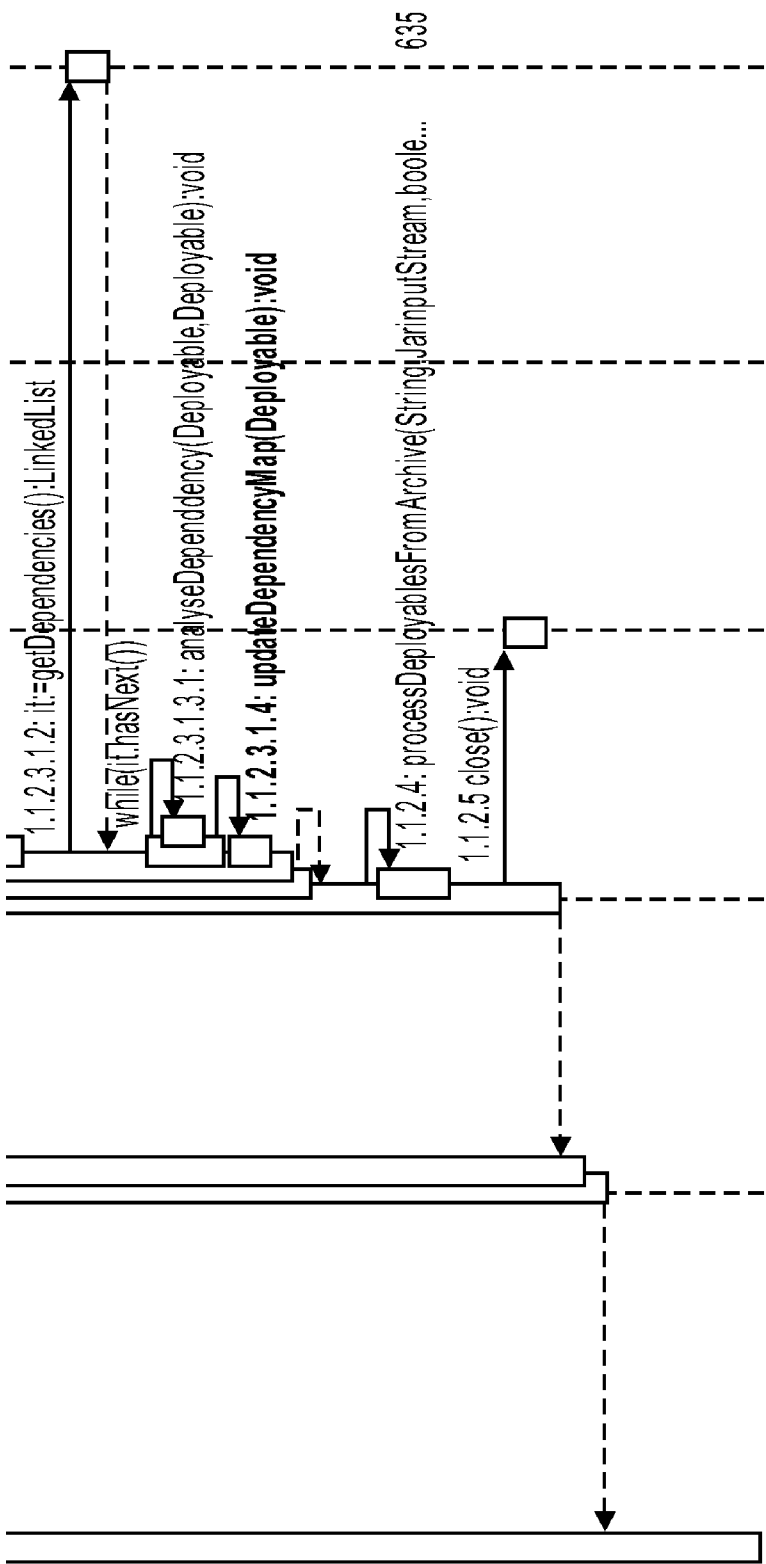 1.1.2.3.1.2: it:=getDependencies():LinkedList
while(it.hasNext())
1.1.2.3.1.3.1: analyseDependdency(Deployable,Deployable):void
1.1.2.3.1.4: updateDependencyMap(Deployable):void
1.1.2.4: processDeployablesFromArchive(String,JarinputStream,boole...
635
1.1.2.5 close():void